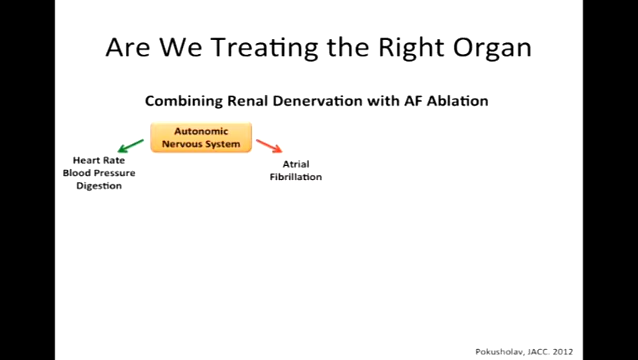 Are We Treating the Right Organ
Combining Renal Denervation with AF Ablation
Autonomic
Nervous System
Heart Rate
Blood Pressure
Digestion
Atrial
Fibrillation
Pokusholav, JACC. 2012